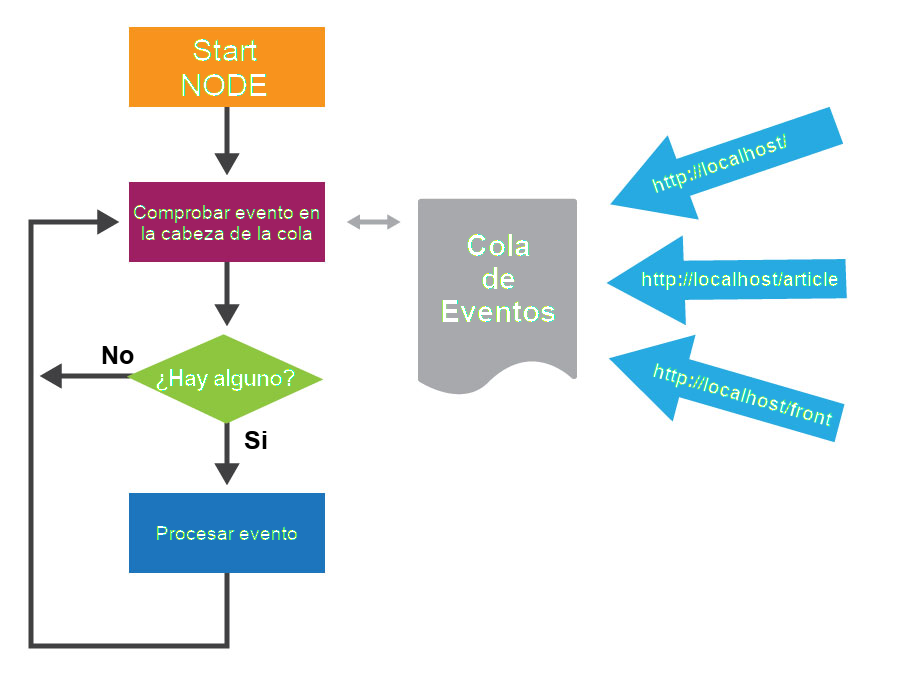 Start
NODE
Comprobar evento en
la cabeza de la cola
¿Hay alguno?
No
Si
Procesar evento
Cola
de
Eventos
http://localhost/
http://localhost/article
http://localhost/front